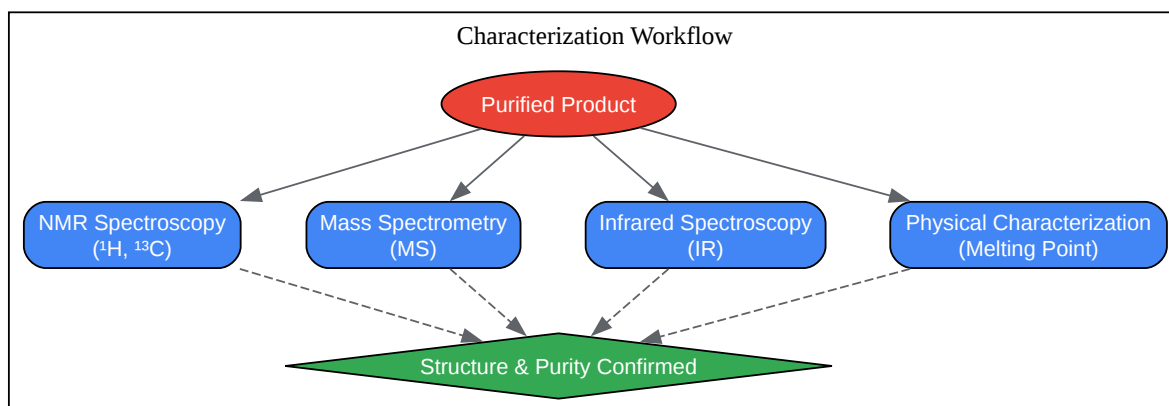 Characterization Workflow
Purified Product
NMR Spectroscopy
(¹H, ¹³C)
Mass Spectrometry
(MS)
Infrared Spectroscopy
(IR)
Physical Characterization
(Melting Point)
Structure & Purity Confirmed